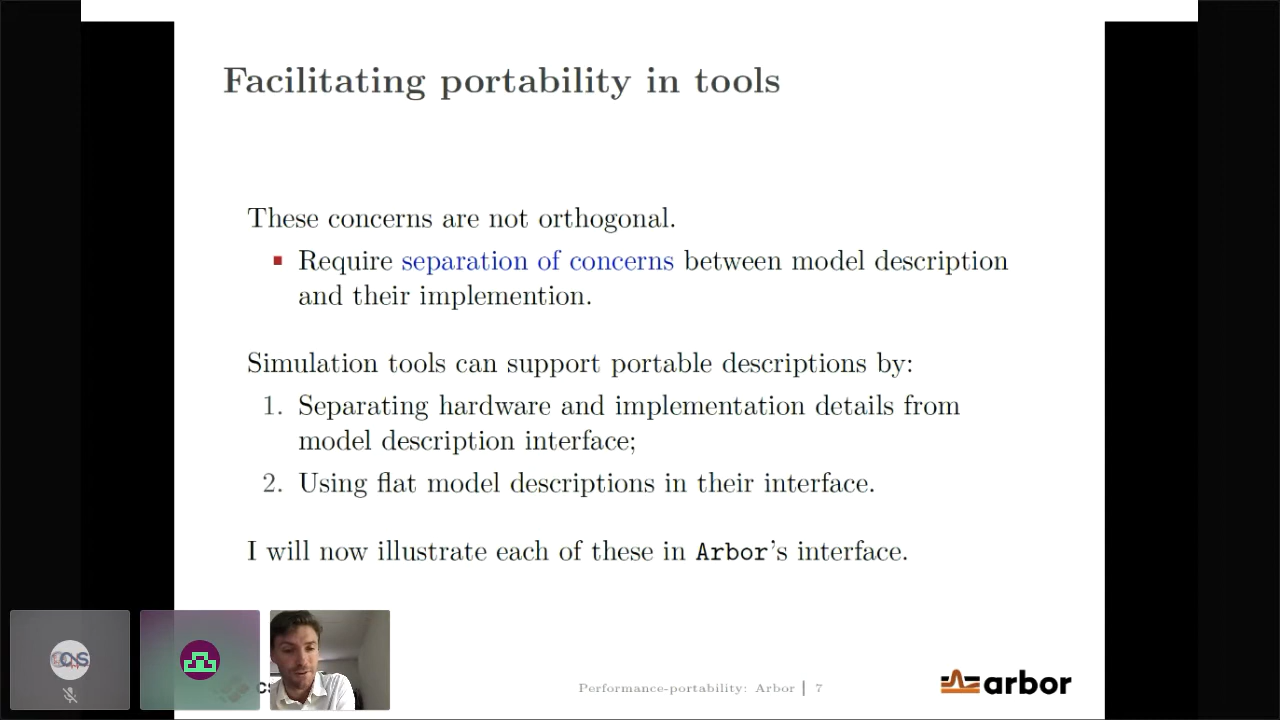 Facilitating portability in tools
These concerns are not orthogonal.
Require separation of concerns between model description
and their implemention.
Simulation tools can support portable descriptions by:
1. Separating hardware and implementation details from
model description interface;
2. Using flat model descriptions in their interface.
I will now illustrate each of these in Arbor's interface.
Performance-portability: Arbor | 7
arbor